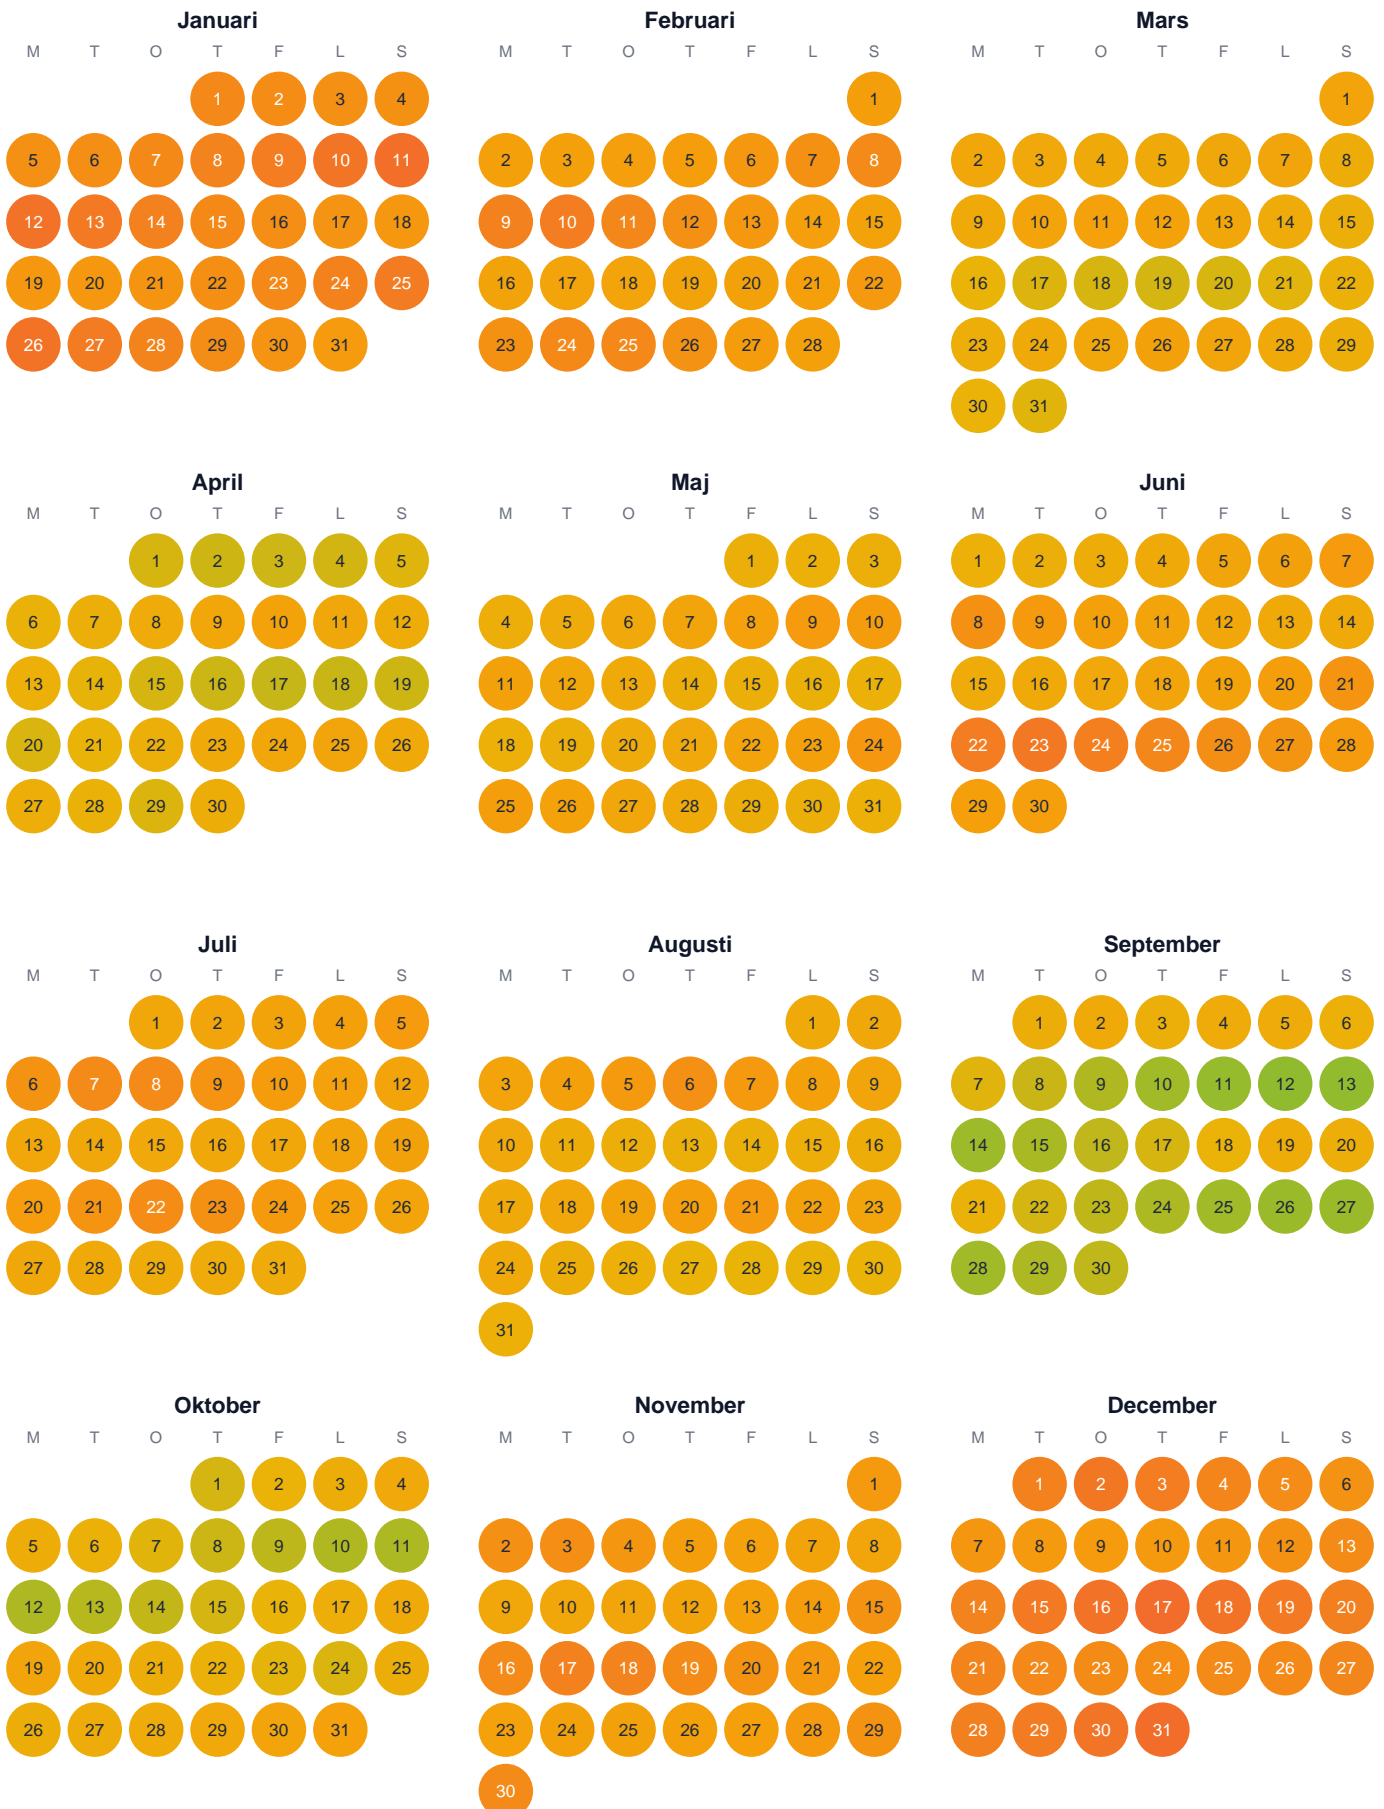 Januari Februari Mars
M T O T F L S M T O T F L S M T O T F L S
1 2 3 4 1 1
5 6 7 8 9 10 11 2 3 4 5 6 7 8 2 3 4 5 6 7 8
12 13 14 15 16 17 18 9 10 11 12 13 14 15 9 10 11 12 13 14 15
19 20 21 22 23 24 25 16 17 18 19 20 21 22 16 17 18 19 20 21 22
26 27 28 29 30 31 23 24 25 26 27 28 23 24 25 26 27 28 29
30 31
April Maj Juni
M T O T F L S M T O T F L S M T O T F L S
1 2 3 4 5 1 2 3 1 2 3 4 5 6 7
6 7 8 9 10 11 12 4 5 6 7 8 9 10 8 9 10 11 12 13 14
13 14 15 16 17 18 19 11 12 13 14 15 16 17 15 16 17 18 19 20 21
20 21 22 23 24 25 26 18 19 20 21 22 23 24 22 23 24 25 26 27 28
27 28 29 30 25 26 27 28 29 30 31 29 30
Juli Augusti September
M T O T F L S M T O T F L S M T O T F L S
1 2 3 4 5 1 2 1 2 3 4 5 6
6 7 8 9 10 11 12 3 4 5 6 7 8 9 7 8 9 10 11 12 13
13 14 15 16 17 18 19 10 11 12 13 14 15 16 14 15 16 17 18 19 20
20 21 22 23 24 25 26 17 18 19 20 21 22 23 21 22 23 24 25 26 27
27 28 29 30 31 24 25 26 27 28 29 30 28 29 30
31
Oktober November December
M T O T F L S M T O T F L S M T O T F L S
1 2 3 4 1 1 2 3 4 5 6
5 6 7 8 9 10 11 2 3 4 5 6 7 8 7 8 9 10 11 12 13
12 13 14 15 16 17 18 9 10 11 12 13 14 15 14 15 16 17 18 19 20
19 20 21 22 23 24 25 16 17 18 19 20 21 22 21 22 23 24 25 26 27
26 27 28 29 30 31 23 24 25 26 27 28 29 28 29 30 31
30